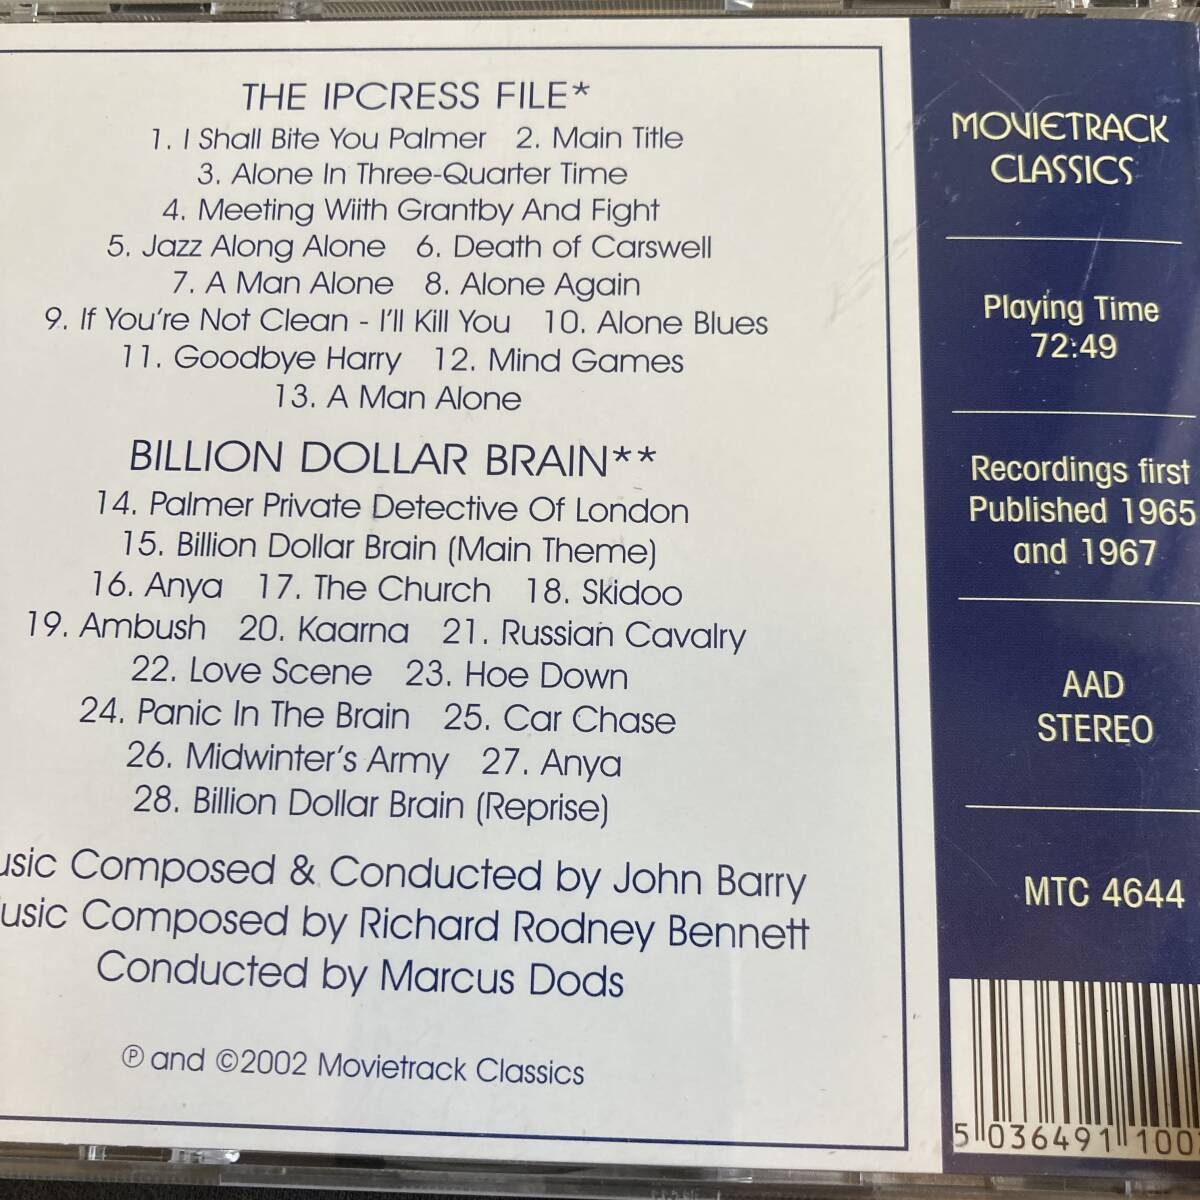 THE IPCRESS FILE*
1. I Shall Bite You Palmer 2. Main Title
3. Alone In Three-Quarter Time
4. Meeting Wiith Grantby And Fight
5. Jazz Along Alone 6. Death of Carswell
7. A Man Alone 8. Alone Again
9. If You're Not Clean - I'll Kill You 10. Alone Blues
11. Goodbye Harry 12. Mind Games
13. A Man Alone
BILLION DOLLAR BRAIN**
14. Palmer Private Detective Of London
15. Billion Dollar Brain (Main Theme)
16. Anya 17. The Church 18. Skidoo
19. Ambush 20. Kaarna 21. Russian Cavalry
22. Love Scene 23. Hoe Down
24. Panic In The Brain 25. Car Chase
26. Midwinter's Army 27. Anya
28. Billion Dollar Brain (Reprise)
usic Composed & Conducted by John Barry
usic Composed by Richard Rodney Bennett
Conducted by Marcus Dods
℗ and ©2002 Movietrack Classics
MOVIETRACK
CLASSICS
Playing Time
72:49
Recordings first
Published 1965
and 1967
AAD
STEREO
MTC 4644
5 036491 100